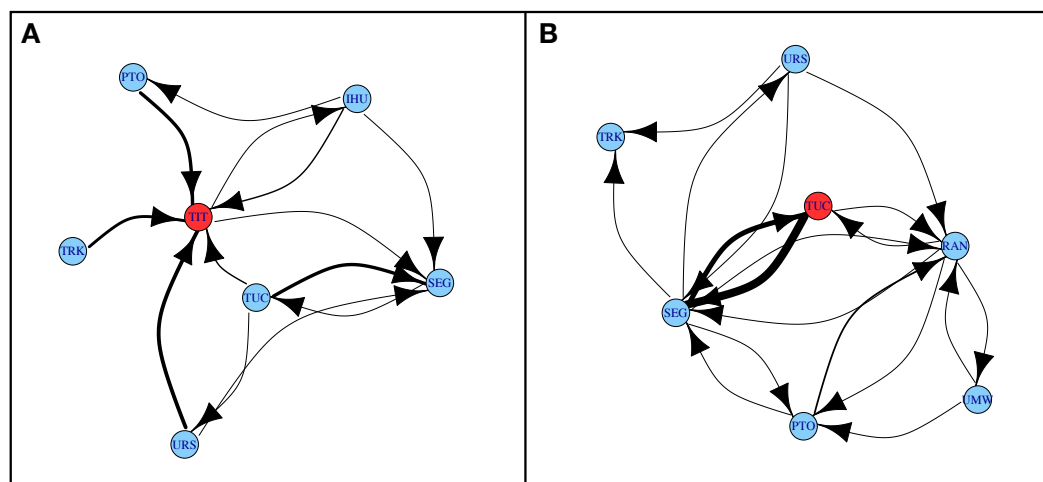 A
PTO
IHU
TIT
TRK
SEG
TUC
URS
B
URS
TRK
TUC
RAN
SEG
UMW
PTO